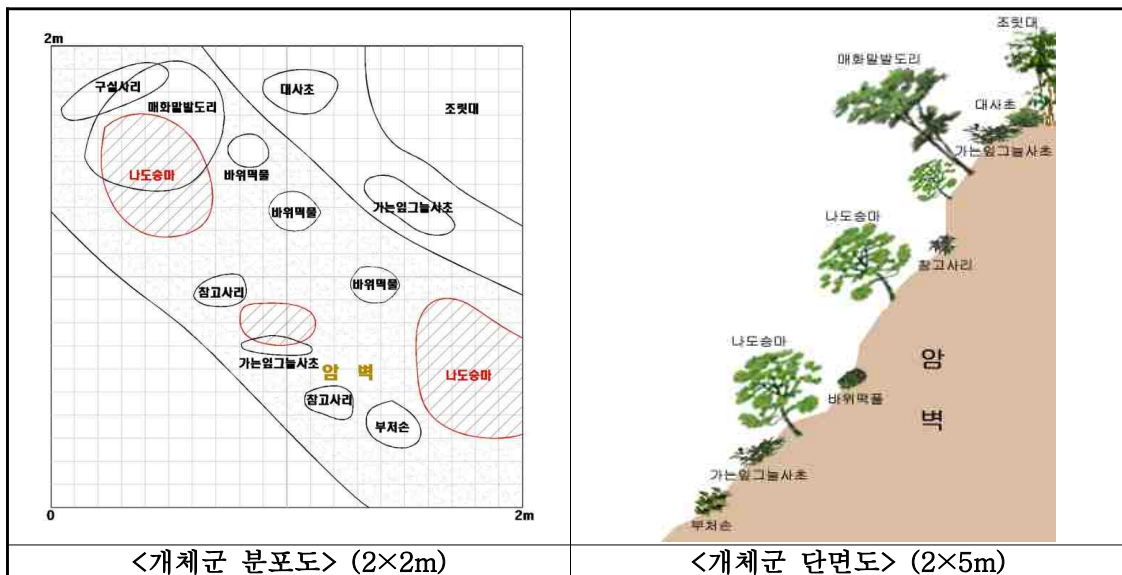 2m
구실사리
매화말발도리
대사초
조릿대
나도승마
바위떡풀
바위떡풀
가는잎그늘사초
바위떡풀
참고사리
가는잎그늘사초
암 벽
나도승마
참고사리
부처손
0
2m
조릿대
매화말발도리
대사초
가는잎그늘사초
나도승마
참고사리
나도승마
암
벽
바위떡풀
가는잎그늘사초
부처손
<개체군 분포도> (2×2m)
<개체군 단면도> (2×5m)